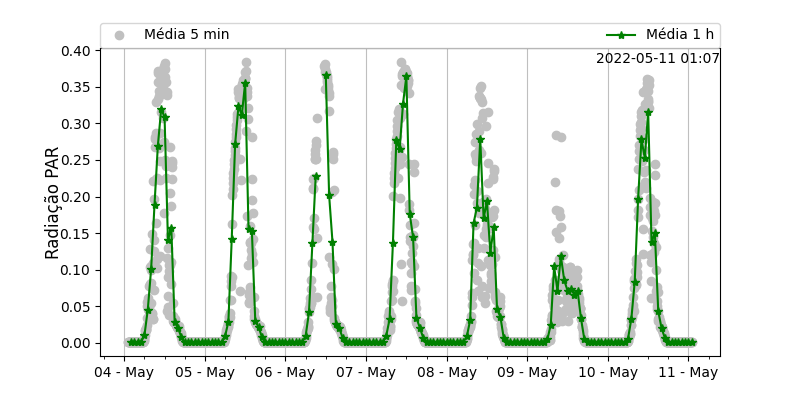 Média 5 min
Média 1 h
2022-05-11 01:07
Radiação PAR
0.40
0.35
0.30
0.25
0.20
0.15
0.10
0.05
0.00
04 - May
05 - May
06 - May
07 - May
08 - May
09 - May
10 - May
11 - May